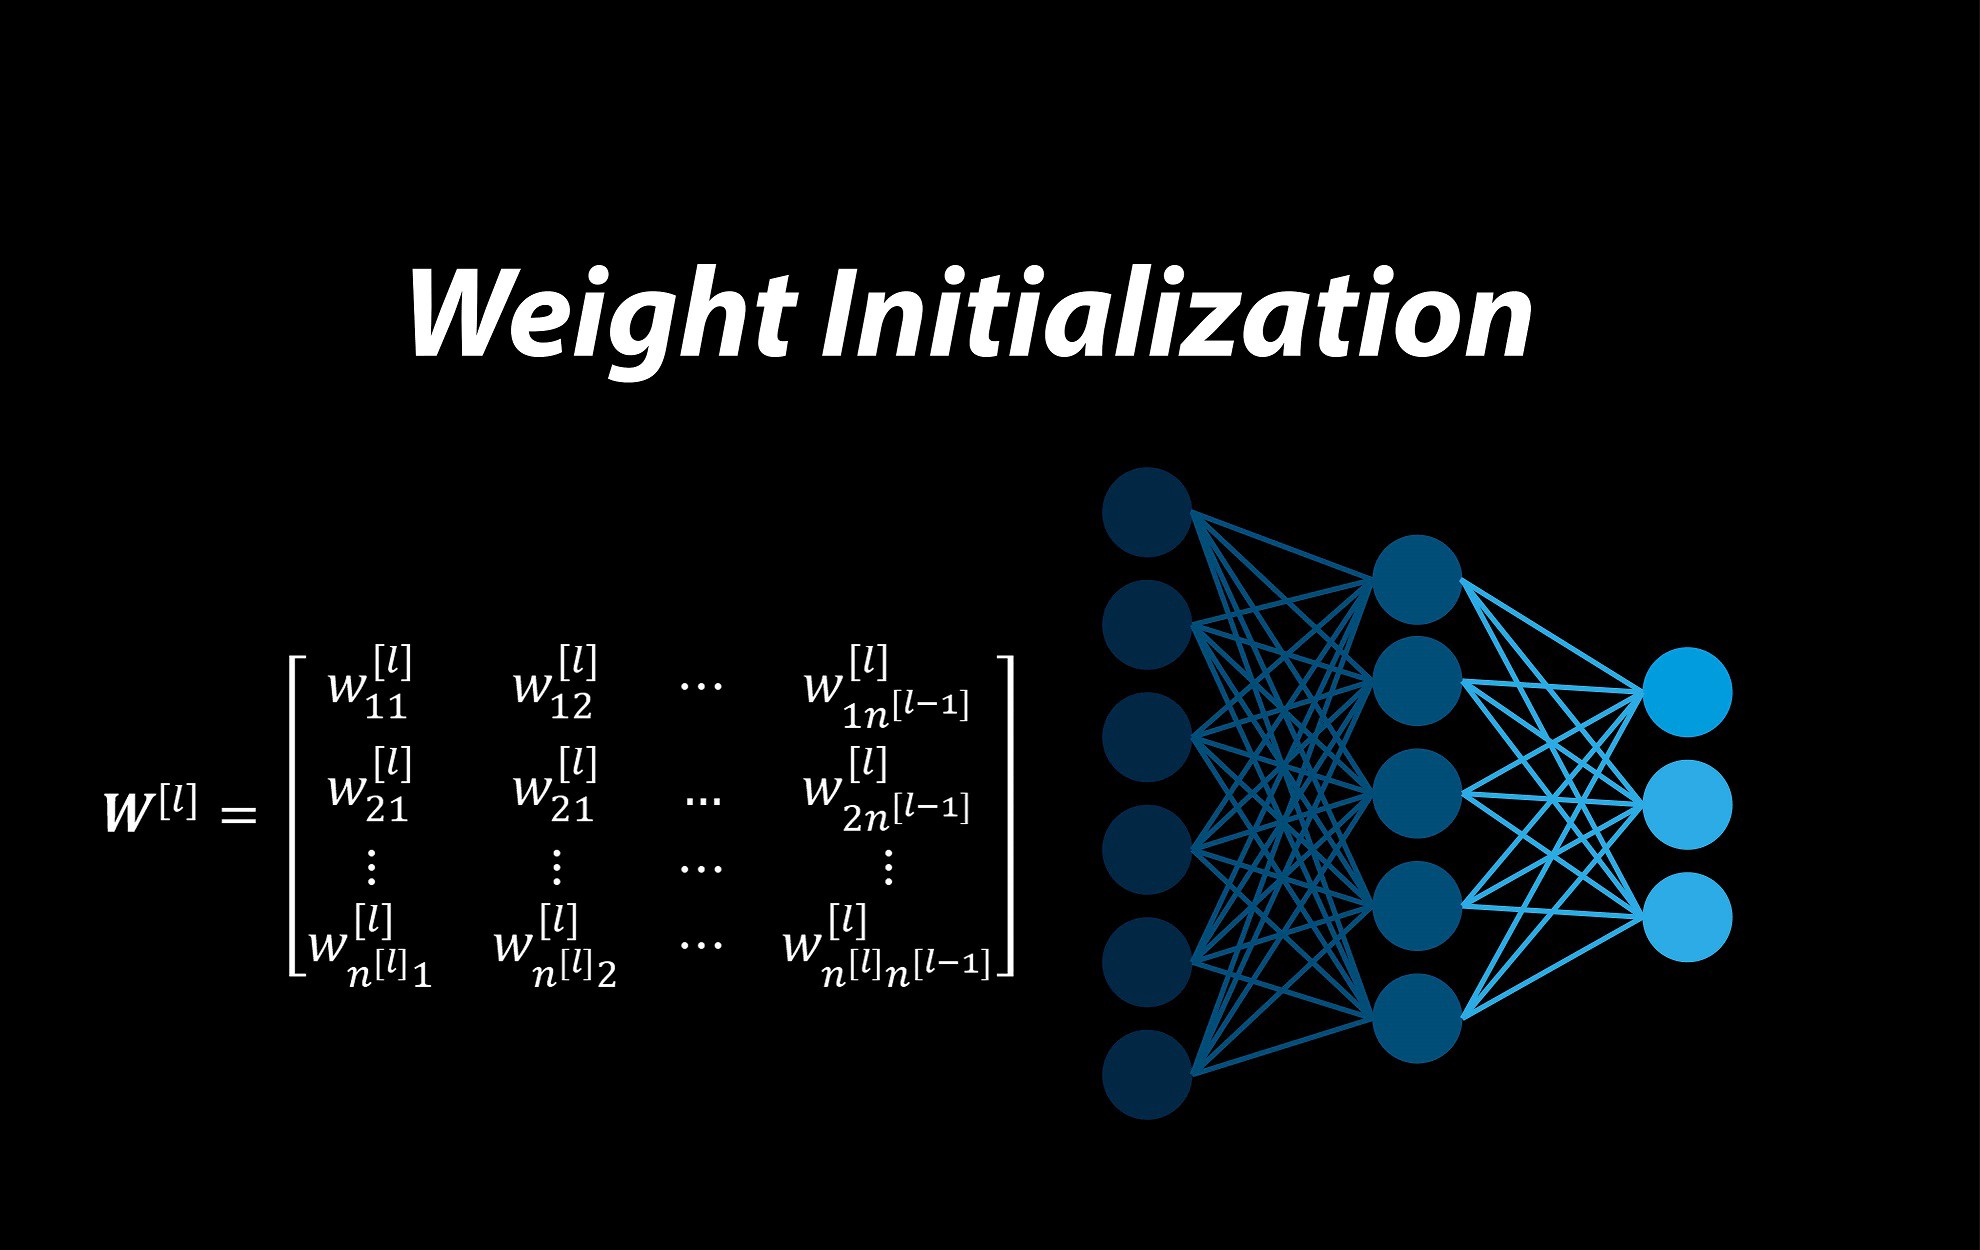 Weight Initialization
W^{[l]} = [
w_{11}^{[l]} w_{12}^{[l]} ⋯ w_{1n^{[l−1]}}^{[l]}
w_{21}^{[l]} w_{21}^{[l]} … w_{2n^{[l−1]}}^{[l]}
⋮ ⋮ ⋯ ⋮
w_{n^{[l]}1}^{[l]} w_{n^{[l]}2}^{[l]} ⋯ w_{n^{[l]}n^{[l−1]}}^{[l]} ]